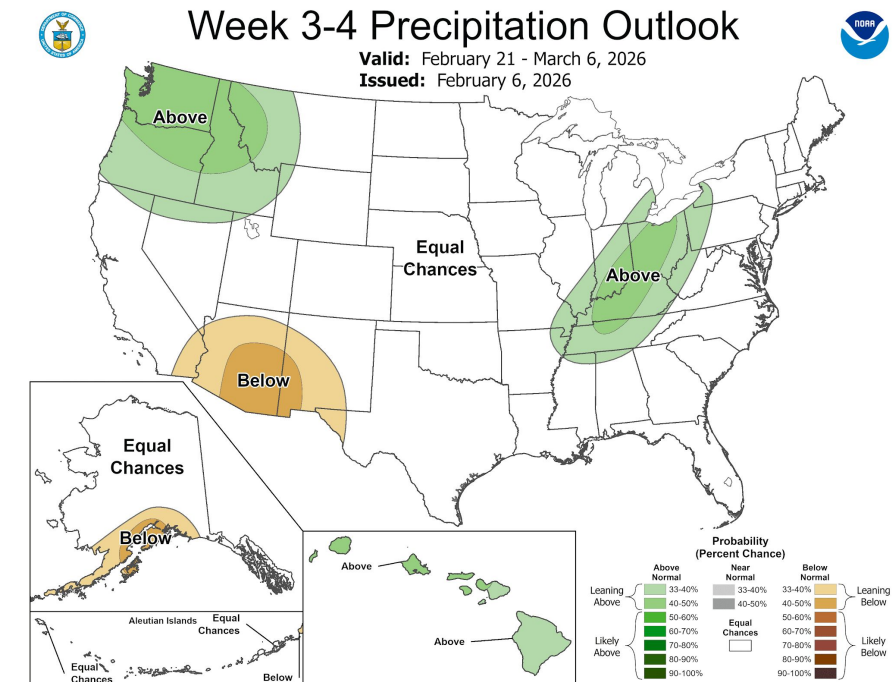 Week 3-4 Precipitation Outlook
Valid: February 21 - March 6, 2026
Issued: February 6, 2026
NOAA
Above
Equal
Chances
Above
Below
Equal
Chances
Below
Aleutian Islands
Equal
Chances
Equal
Chances
Below
Above
Above
Probability
(Percent Chance)
Above
Normal
Near
Normal
Below
Normal
Leaning
Above
33-40%
40-50%
Likely
Above
50-60%
60-70%
70-80%
80-90%
90-100%
33-40%
40-50%
Equal
Chances
33-40%
40-50%
Leaning
Below
50-60%
60-70%
70-80%
80-90%
90-100%
Likely
Below